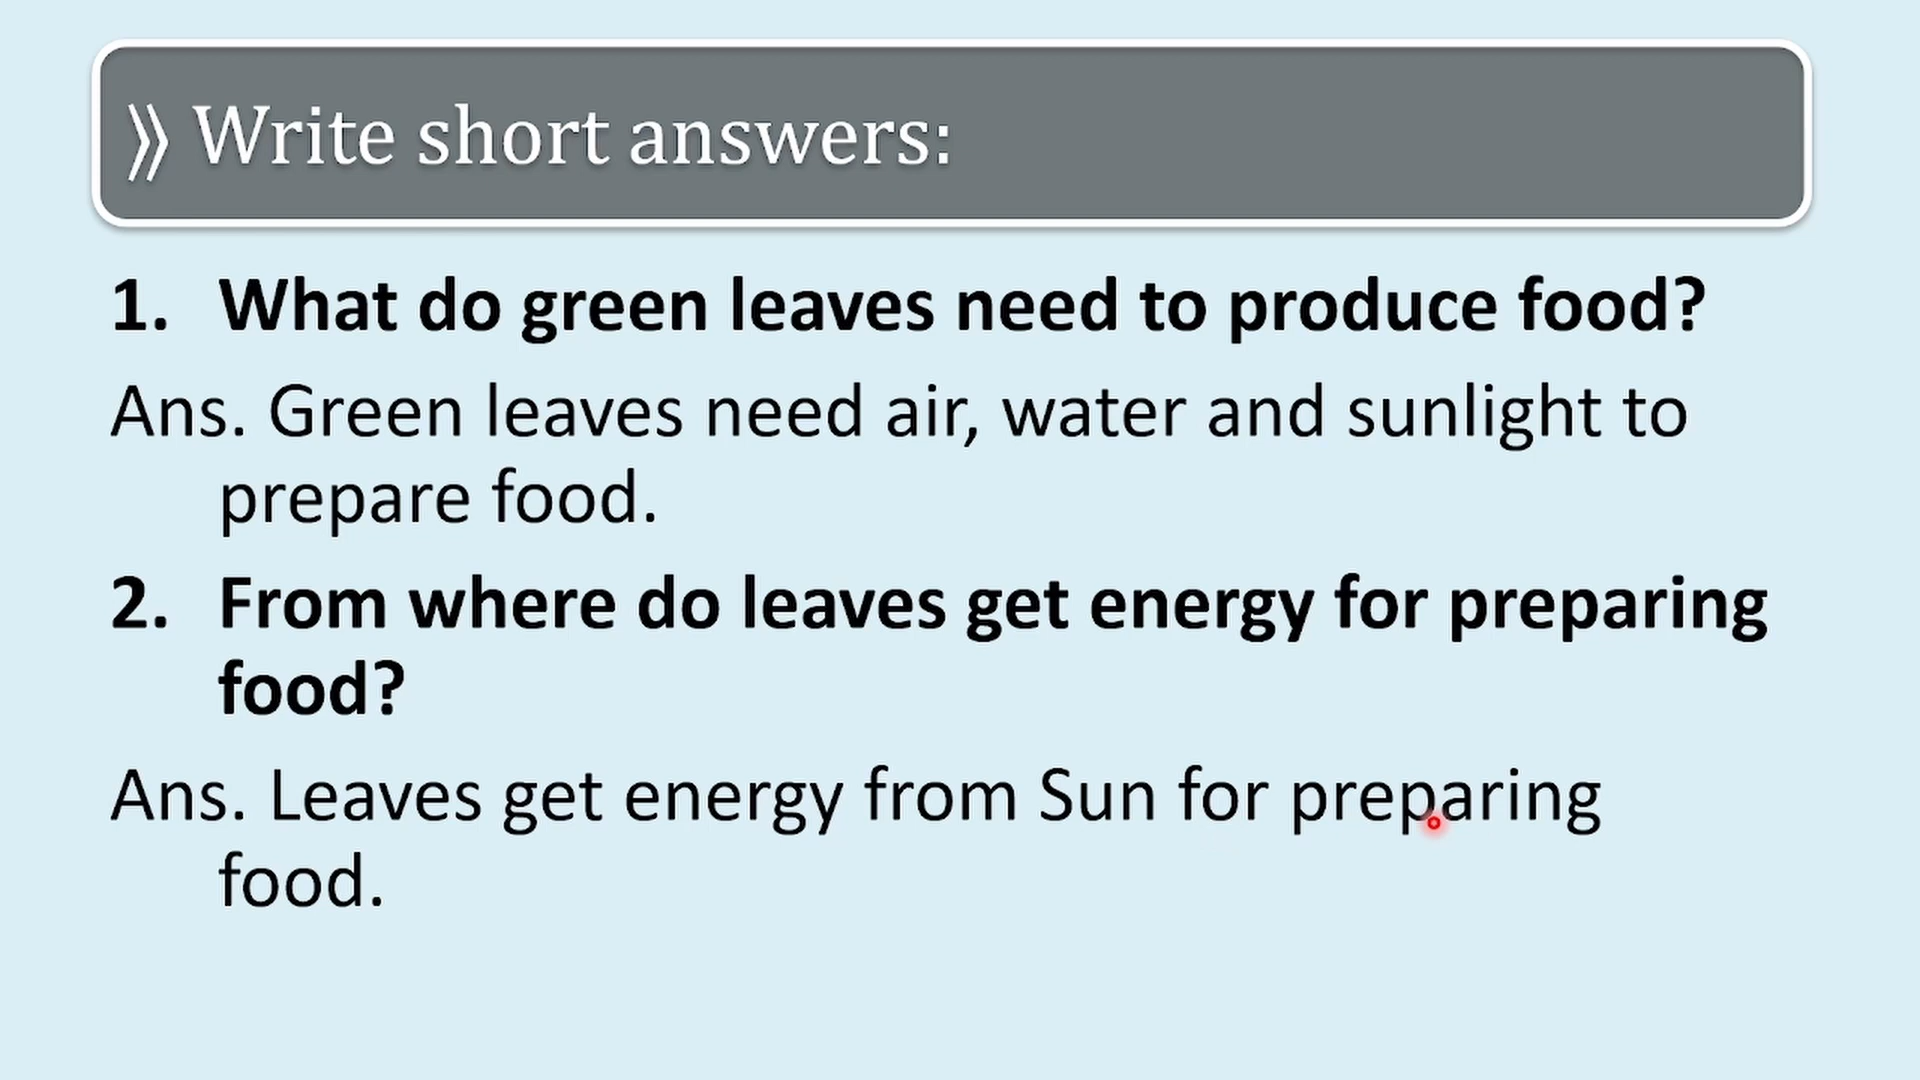 ⟫ Write short answers:
1. What do green leaves need to produce food?
Ans. Green leaves need air, water and sunlight to
prepare food.
2. From where do leaves get energy for preparing
food?
Ans. Leaves get energy from Sun for preparing
food.